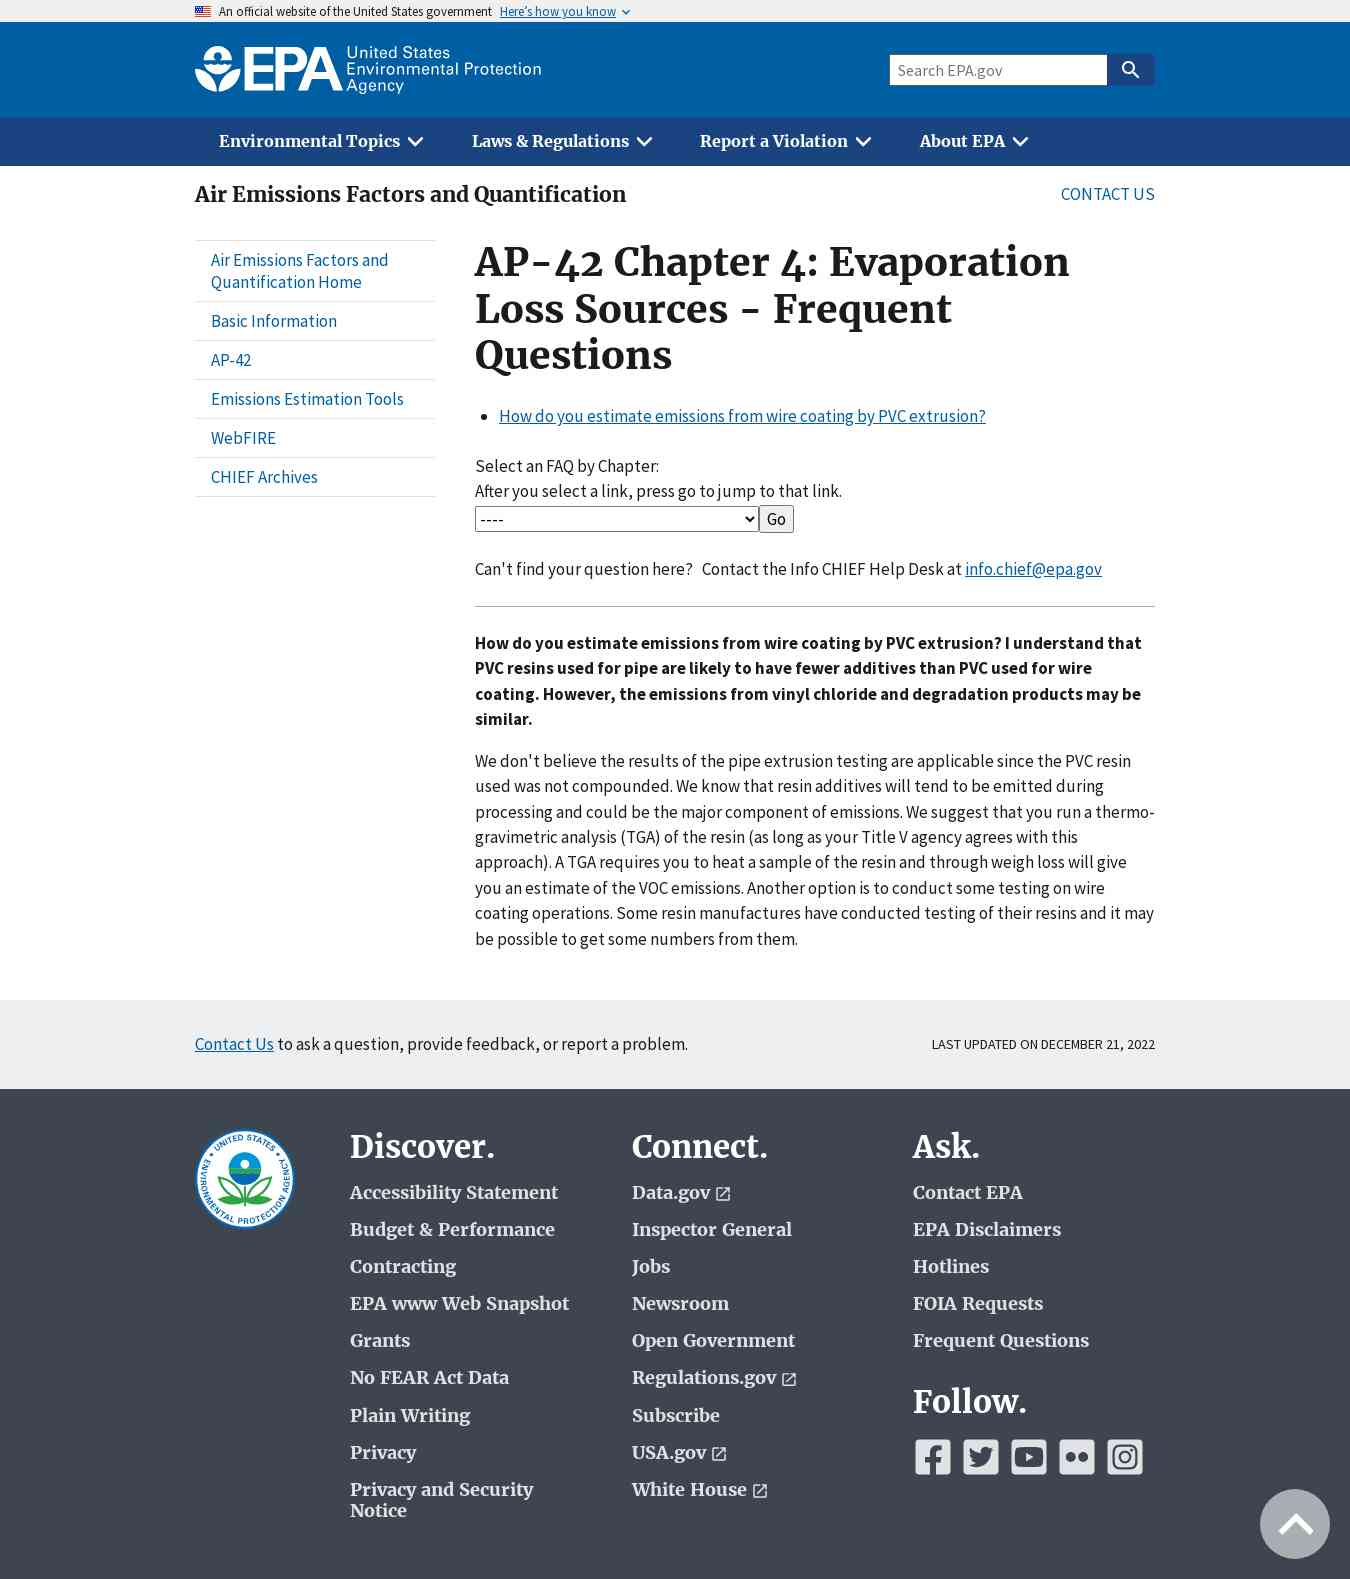 An official website of the United States government Here's how you know
EPA United States
Environmental Protection
Agency
Search EPA.gov
Environmental Topics Laws & Regulations Report a Violation About EPA
Air Emissions Factors and Quantification
CONTACT US
Air Emissions Factors and
Quantification Home
Basic Information
AP-42
Emissions Estimation Tools
WebFIRE
CHIEF Archives
AP-42 Chapter 4: Evaporation
Loss Sources - Frequent
Questions
How do you estimate emissions from wire coating by PVC extrusion?
Select an FAQ by Chapter:
After you select a link, press go to jump to that link.
---- Go
Can't find your question here? Contact the Info CHIEF Help Desk at info.chief@epa.gov
How do you estimate emissions from wire coating by PVC extrusion? I understand that
PVC resins used for pipe are likely to have fewer additives than PVC used for wire
coating. However, the emissions from vinyl chloride and degradation products may be
similar.
We don't believe the results of the pipe extrusion testing are applicable since the PVC resin
used was not compounded. We know that resin additives will tend to be emitted during
processing and could be the major component of emissions. We suggest that you run a thermo-
gravimetric analysis (TGA) of the resin (as long as your Title V agency agrees with this
approach). A TGA requires you to heat a sample of the resin and through weigh loss will give
you an estimate of the VOC emissions. Another option is to conduct some testing on wire
coating operations. Some resin manufactures have conducted testing of their resins and it may
be possible to get some numbers from them.
Contact Us to ask a question, provide feedback, or report a problem.
LAST UPDATED ON DECEMBER 21, 2022
UNITED STATES
ENVIRONMENTAL PROTECTION AGENCY
Discover.
Accessibility Statement
Budget & Performance
Contracting
EPA www Web Snapshot
Grants
No FEAR Act Data
Plain Writing
Privacy
Privacy and Security
Notice
Connect.
Data.gov
Inspector General
Jobs
Newsroom
Open Government
Regulations.gov
Subscribe
USA.gov
White House
Ask.
Contact EPA
EPA Disclaimers
Hotlines
FOIA Requests
Frequent Questions
Follow.